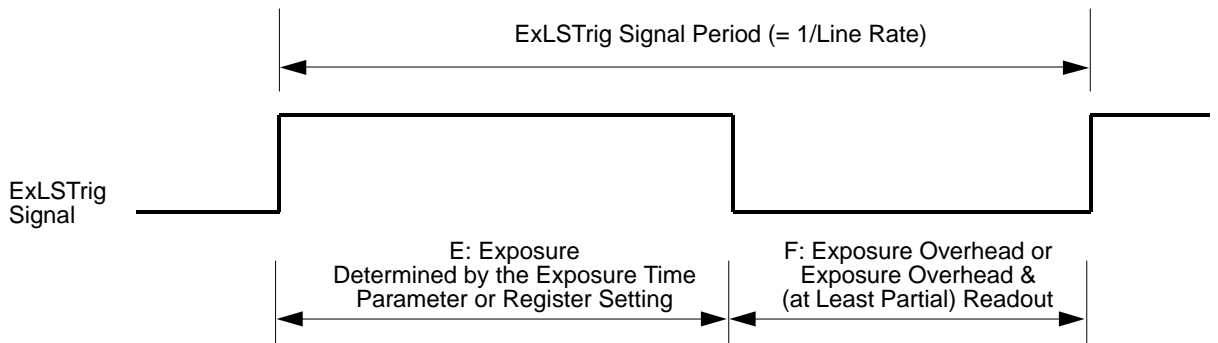 ExLSTrig Signal Period (= 1/Line Rate)
ExLSTrig
Signal
E: Exposure
Determined by the Exposure Time
Parameter or Register Setting
F: Exposure Overhead or
Exposure Overhead &
(at Least Partial) Readout